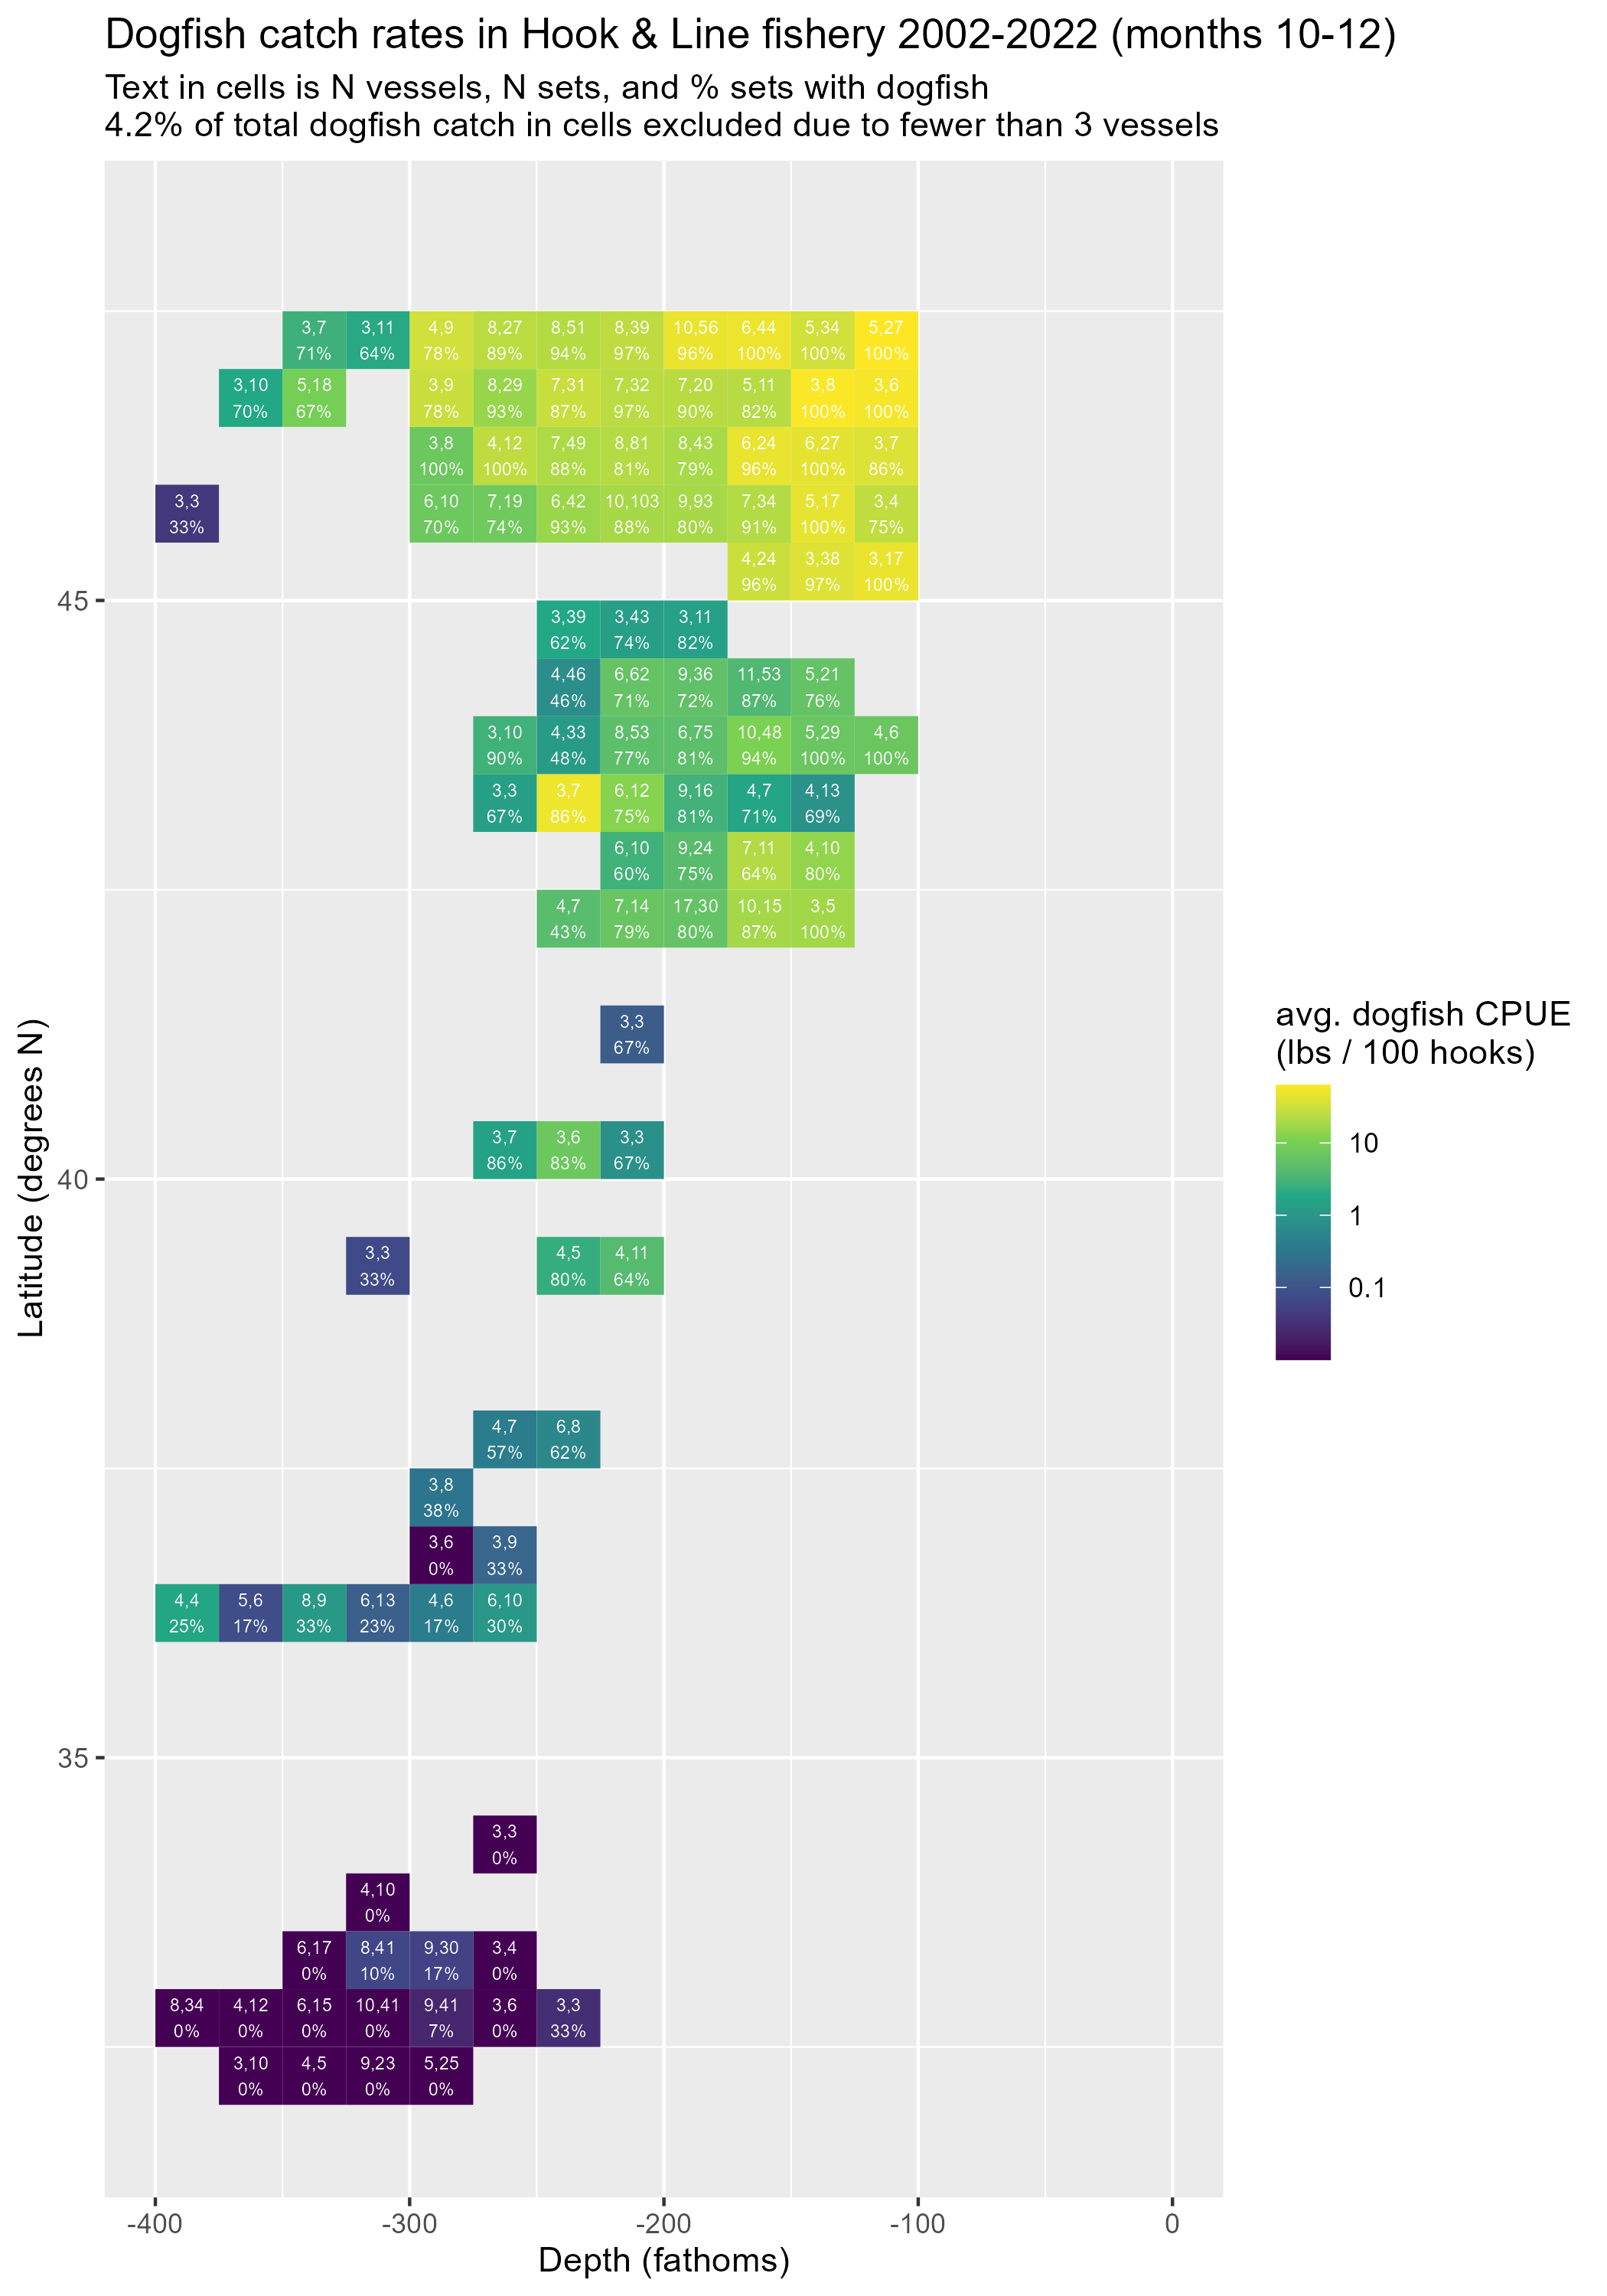 Dogfish catch rates in Hook & Line fishery 2002-2022 (months 10-12)
Text in cells is N vessels, N sets, and % sets with dogfish
4.2% of total dogfish catch in cells excluded due to fewer than 3 vessels
3,7 3,11 4,9 8,27 8,51 8,39 10,56 6,44 5,34 5,27
71% 64% 78% 89% 94% 97% 96% 100% 100% 100%
3,10 5,18 3,9 8,29 7,31 7,32 7,20 5,11 3,8 3,6
70% 67% 78% 93% 87% 97% 90% 82% 100% 100%
3,8 4,12 7,49 8,81 8,43 6,24 6,27 3,7
100% 100% 88% 81% 79% 96% 100% 86%
3,3 6,10 7,19 6,42 10,103 9,93 7,34 5,17 3,4
33% 70% 74% 93% 88% 80% 91% 100% 75%
4,24 3,38 3,17
96% 97% 100%
45
3,39 3,43 3,11
62% 74% 82%
4,46 6,62 9,36 11,53 5,21
46% 71% 72% 87% 76%
3,10 4,33 8,53 6,75 10,48 5,29 4,6
90% 48% 77% 81% 94% 100% 100%
3,3 3,7 6,12 9,16 4,7 4,13
67% 86% 75% 81% 71% 69%
6,10 9,24 7,11 4,10
60% 75% 64% 80%
4,7 7,14 17,30 10,15 3,5
43% 79% 80% 87% 100%
3,3
67%
3,7 3,6 3,3
86% 83% 67%
40
3,3 4,5 4,11
33% 80% 64%
4,7 6,8
57% 62%
3,8
38%
3,6 3,9
0% 33%
4,4 5,6 8,9 6,13 4,6 6,10
25% 17% 33% 23% 17% 30%
35
3,3
0%
4,10
0%
6,17 8,41 9,30 3,4
0% 10% 17% 0%
8,34 4,12 6,15 10,41 9,41 3,6 3,3
0% 0% 0% 0% 7% 0% 33%
3,10 4,5 9,23 5,25
0% 0% 0% 0%
-400 -300 -200 -100 0
Depth (fathoms)
Latitude (degrees N)
avg. dogfish CPUE
(lbs / 100 hooks)
10
1
0.1